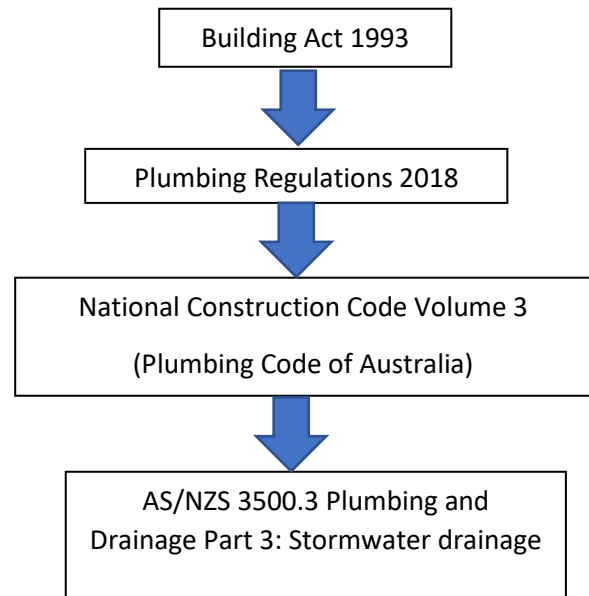 Building Act 1993
Plumbing Regulations 2018
National Construction Code Volume 3
(Plumbing Code of Australia)
AS/NZS 3500.3 Plumbing and
Drainage Part 3: Stormwater drainage